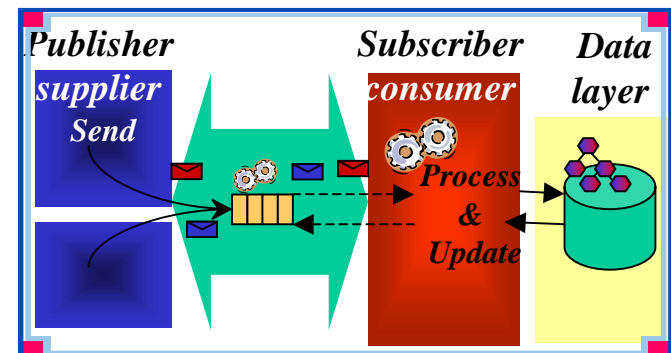 Publisher
supplier
Send
Subscriber
consumer
Process
&
Update
Data
layer